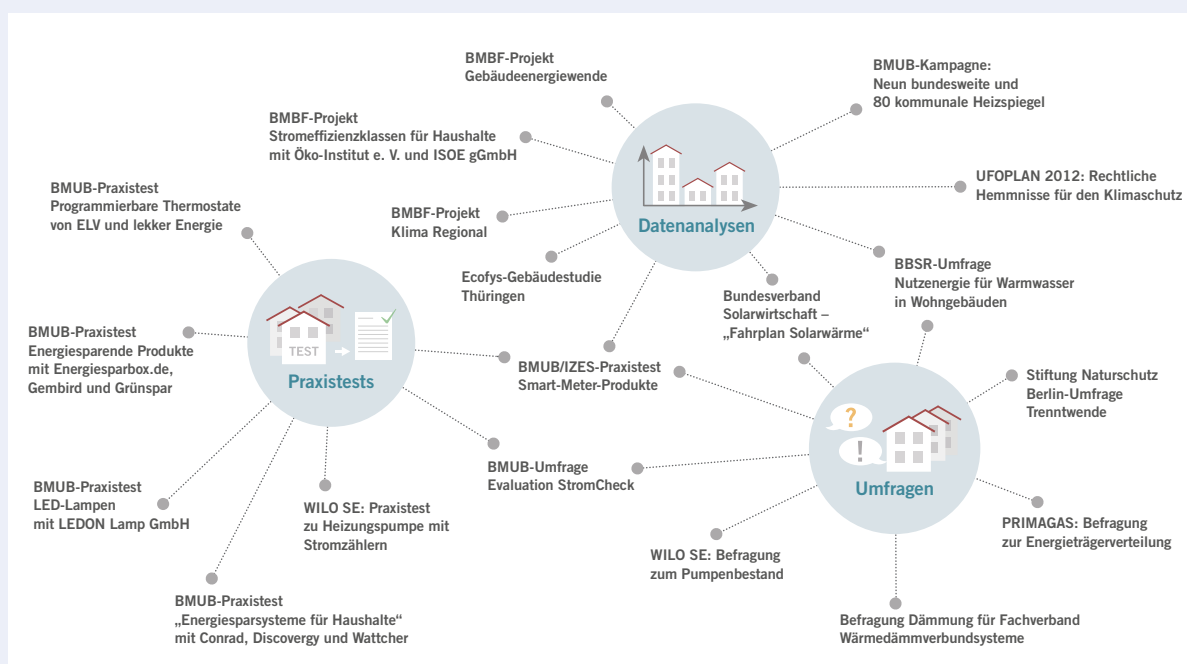 BMBF-Projekt
Gebäudeenergiewende
BMUB-Kampagne:
Neun bundesweite und
80 kommunale Heizspiegel
BMBF-Projekt
Stromeffizienzklassen für Haushalte
mit Öko-Institut e. V. und ISOE gGmbH
UFOPLAN 2012: Rechtliche
Hemmnisse für den Klimaschutz
BMUB-Praxistest
Programmierbare Thermostate
von ELV und lekker Energie
BMBF-Projekt
Klima Regional
Datenanalysen
Ecofys-Gebäudestudie
Thüringen
BBSR-Umfrage
Nutzenergie für Warmwasser
in Wohngebäuden
Bundesverband
Solarwirtschaft –
„Fahrplan Solarwärme“
BMUB-Praxistest
Energiesparende Produkte
mit Energiesparbox.de,
Gembird und Grünspar
TEST
Praxistests
BMUB/IZES-Praxistest
Smart-Meter-Produkte
Stiftung Naturschutz
Berlin-Umfrage
Trenntwende
?
!
Umfragen
BMUB-Umfrage
Evaluation StromCheck
BMUB-Praxistest
LED-Lampen
mit LEDON Lamp GmbH
WILO SE: Praxistest
zu Heizungspumpe mit
Stromzählern
PRIMAGAS: Befragung
zur Energieträgerverteilung
WILO SE: Befragung
zum Pumpenbestand
BMUB-Praxistest
„Energiesparsysteme für Haushalte“
mit Conrad, Discovergy und Wattcher
Befragung Dämmung für Fachverband
Wärmedämmverbundsysteme